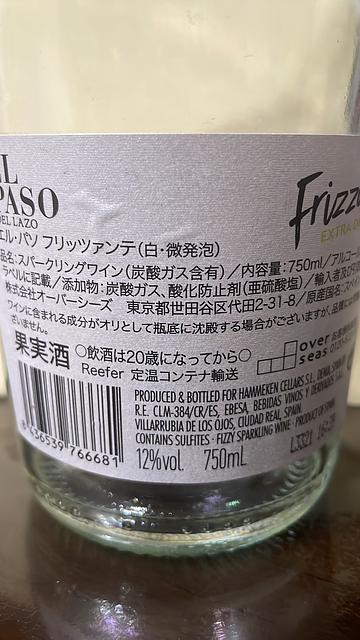 EL
PASO
DEL LAZO
Frizza
EXTRA D
エル・パソ フリッツァンテ(白・微発泡)
品名:スパークリングワイン(炭酸ガス含有)/内容量:750ml/アルコール
ラベルに記載/添加物:炭酸ガス、酸化防止剤(亜硫酸塩)/輸入者及び
株式会社オーバーシーズ 東京都世田谷区代田2-31-8/原産国名:スペイ
ワインに含まれる成分がオリとして瓶底に沈殿する場合がございますが、品質に
ざいません。
果実酒
○飲酒は20歳になってから○
Reefer 定温コンテナ輸送
over
seas
PRODUCED & BOTTLED FOR HAMMEKEN CELLARS S.L., DENIA, SPAIN
R.E. CLM-384/CR/ES, EBESA, BEBIDAS VINOS Y DERIVADOS
VILLARRUBIA DE LOS OJOS, CIUDAD REAL, SPAIN.
CONTAINS SULFITES · FIZZY SPARKLING WINE · PRODUCT OF SPAIN
12%vol. 750mL
8 436539 766681